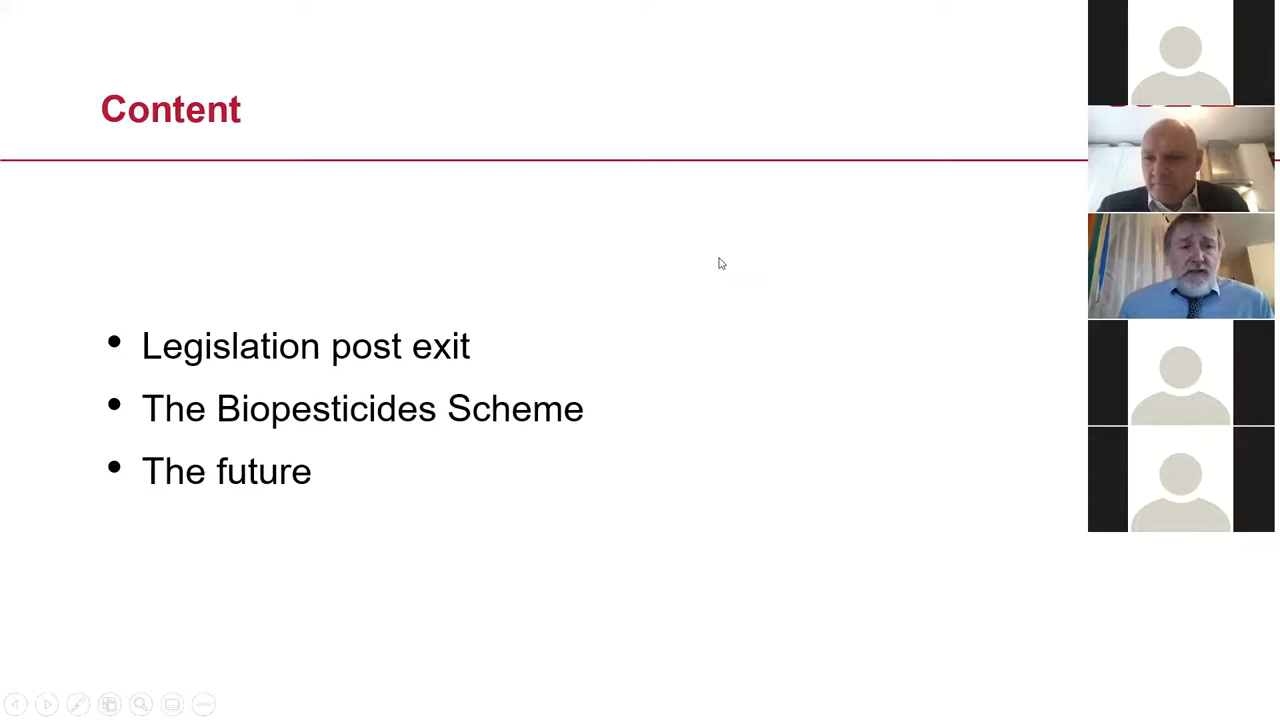 Content
• Legislation post exit
• The Biopesticides Scheme
• The future